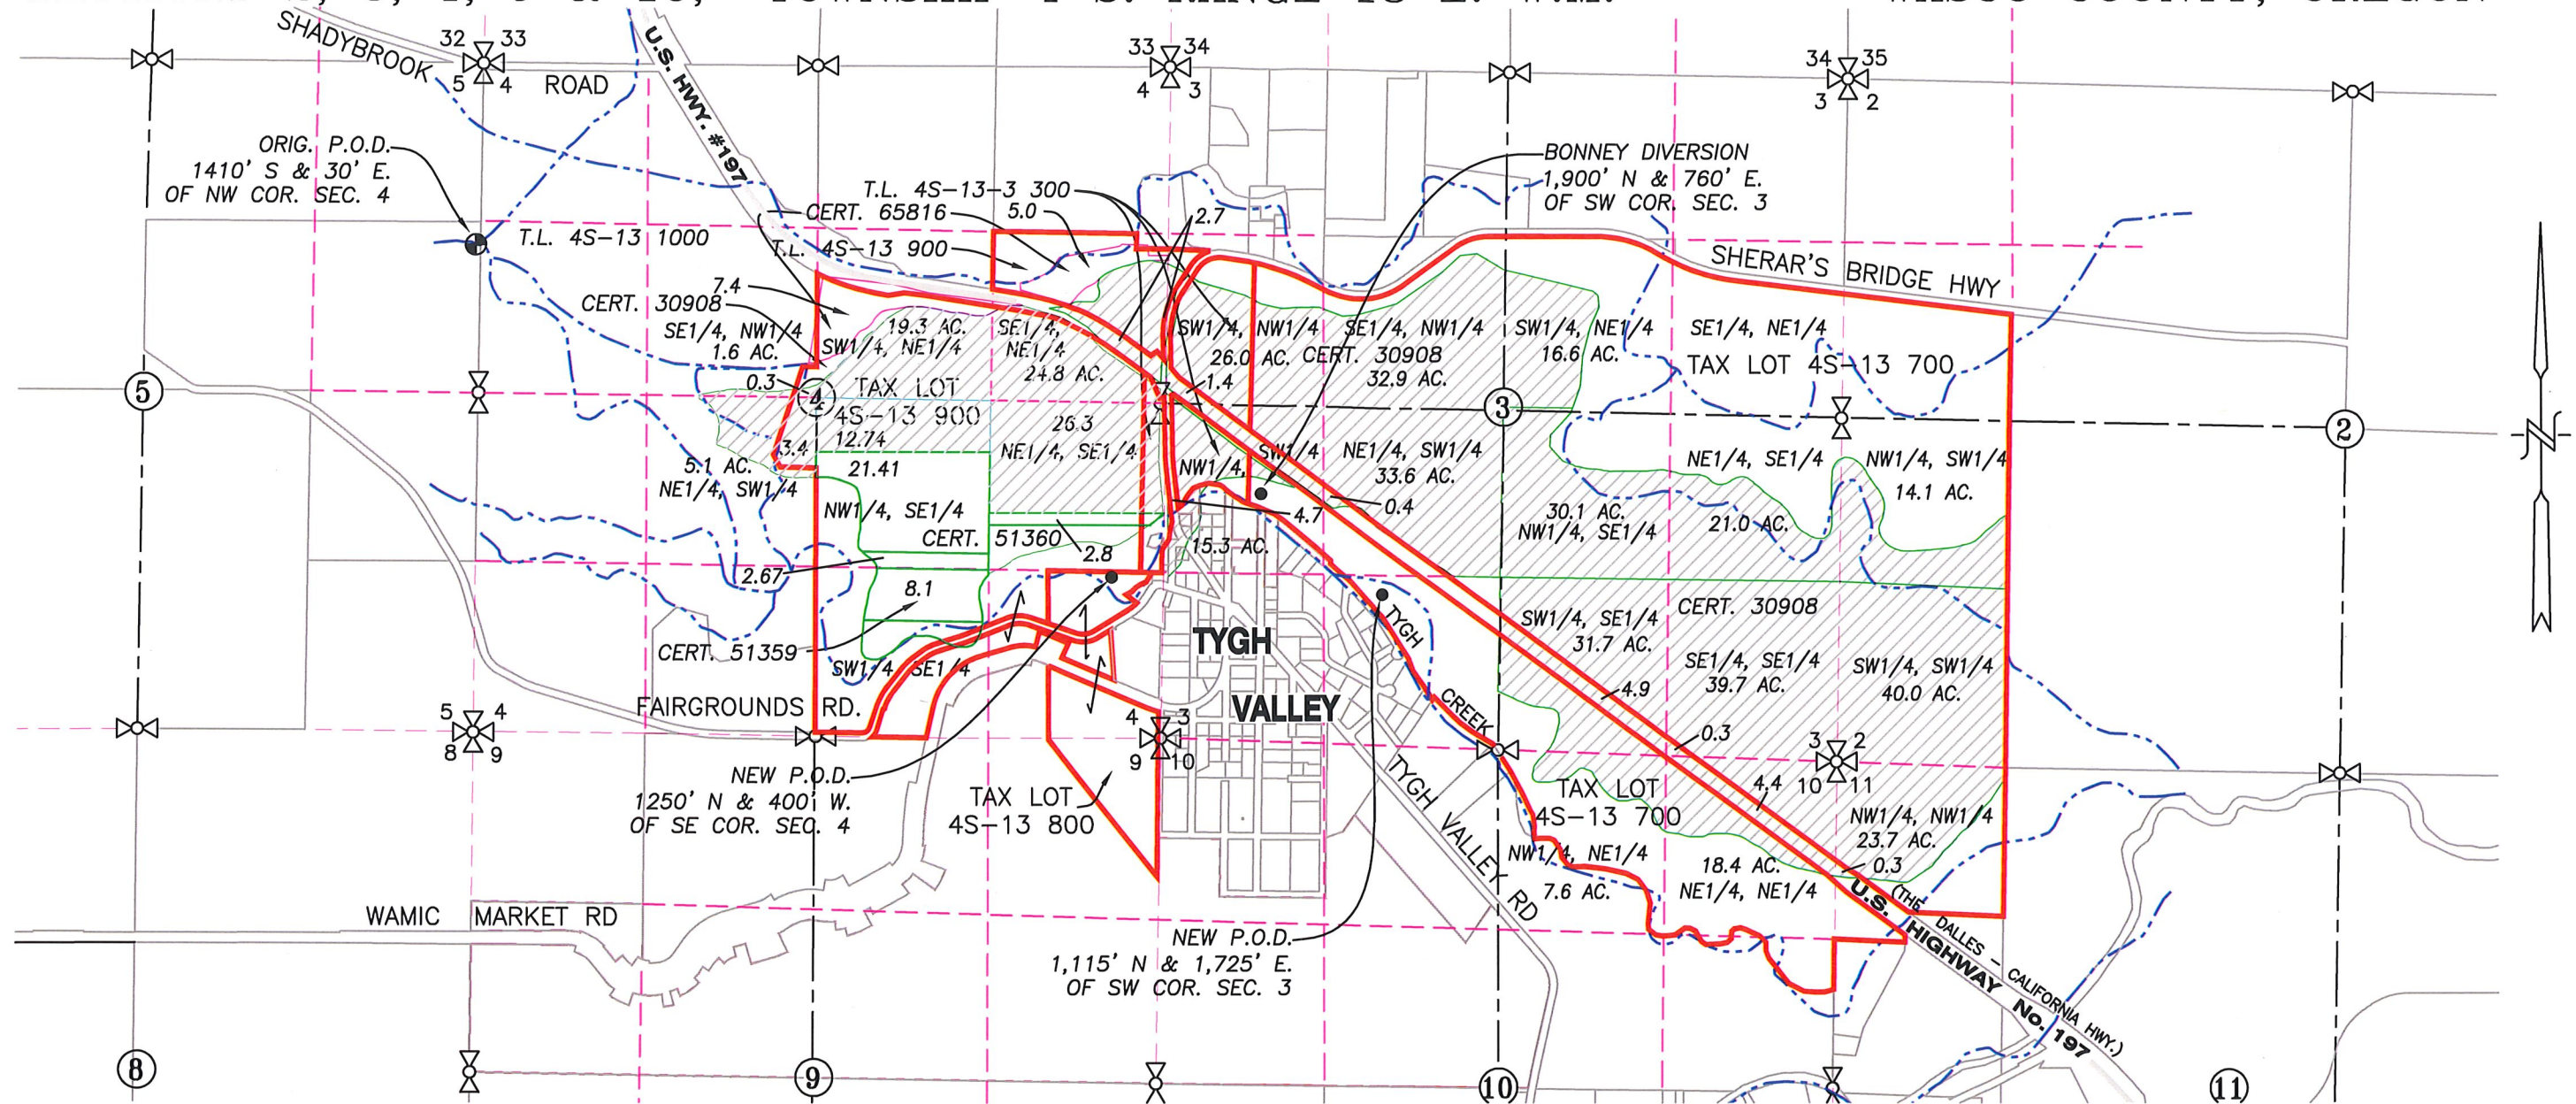 TOWNSHIP 4 S. RANGE 13 E. W.M.
WASCO COUNTY, OREGON
SHADYBROOK
ROAD
32 33
5 4
U.S. HWY. #197
33 34
4 3
34 35
3 2
ORIG. P.O.D.
1410' S & 30' E.
OF NW COR. SEC. 4
T.L. 4S-13 1000
T.L. 4S-13-3 300
CERT. 65816
5.0
T.L. 4S-13 900
2.7
BONNEY DIVERSION
1,900' N & 760' E.
OF SW COR. SEC. 3
SHERAR'S BRIDGE HWY
7.4
CERT. 30908
SE1/4, NW1/4
1.6 AC.
0.3
19.3 AC.
SW1/4, NE1/4
SE1/4,
NE1/4
24.8 AC.
SW1/4, NW1/4
26.0 AC.
SE1/4, NW1/4
CERT. 30908
32.9 AC.
1.4
SW1/4, NE1/4
16.6 AC.
SE1/4, NE1/4
TAX LOT 4S-13 700
5
4
3
2
TAX LOT
4S-13 900
12.74
3.4
21.41
26.3
NE1/4, SE1/4
5.1 AC.
NE1/4, SW1/4
NW1/4, SE1/4
CERT. 51360
2.8
NW1/4, SW1/4
NE1/4, SW1/4
33.6 AC.
0.4
4.7
15.3 AC.
NE1/4, SE1/4
NW1/4, SW1/4
14.1 AC.
30.1 AC.
NW1/4, SE1/4
21.0 AC.
2.67
8.1
CERT. 51359
SW1/4, SE1/4
TYGH
VALLEY
TYGH
CREEK
SW1/4, SE1/4
31.7 AC.
CERT. 30908
SE1/4, SE1/4
39.7 AC.
SW1/4, SW1/4
40.0 AC.
4.9
0.3
FAIRGROUNDS RD.
5 4
8 9
4 3
9 10
3 2
10 11
NEW P.O.D.
1250' N & 400' W.
OF SE COR. SEC. 4
TAX LOT
4S-13 800
TYGH VALLEY RD
TAX LOT
4S-13 700
4.4
NW1/4, NW1/4
23.7 AC.
0.3
NW1/4, NE1/4
7.6 AC.
18.4 AC.
NE1/4, NE1/4
WAMIC MARKET RD
NEW P.O.D.
1,115' N & 1,725' E.
OF SW COR. SEC. 3
U.S. HIGHWAY No. 197
(THE DALLES - CALIFORNIA HWY.)
8
9
10
11